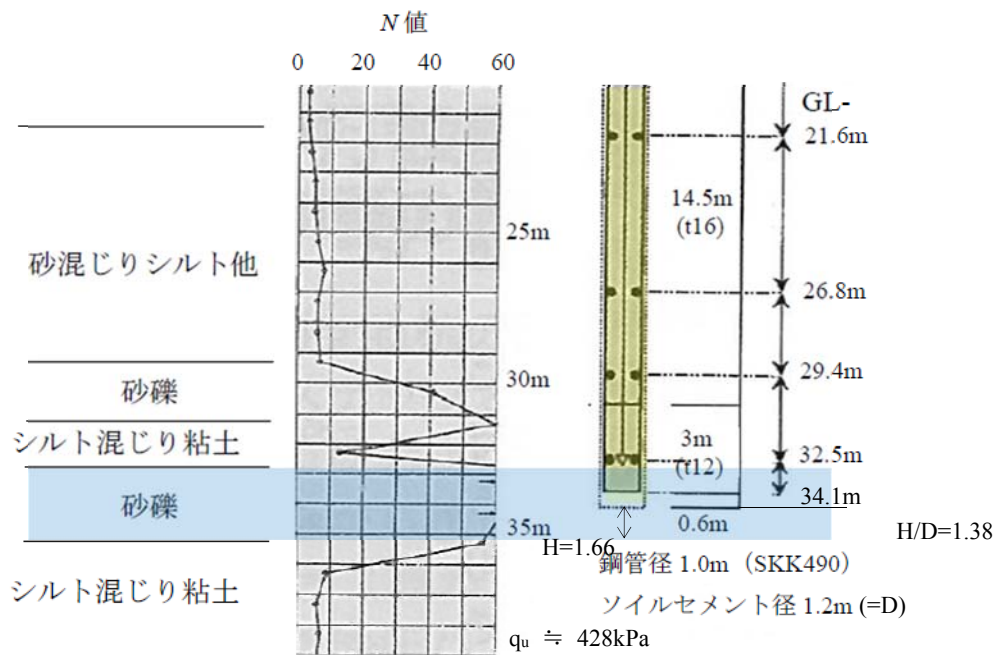 N 値
0 20 40 60
GL-
21.6m
14.5m
(t16)
25m
砂混じりシルト他
26.8m
29.4m
30m
砂礫
シルト混じり粘土
3m
(t12)
32.5m
砂礫
34.1m
35m
0.6m
H=1.66
H/D=1.38
鋼管径 1.0m（SKK490）
シルト混じり粘土
ソイルセメント径 1.2m (=D)
qu ≒ 428kPa